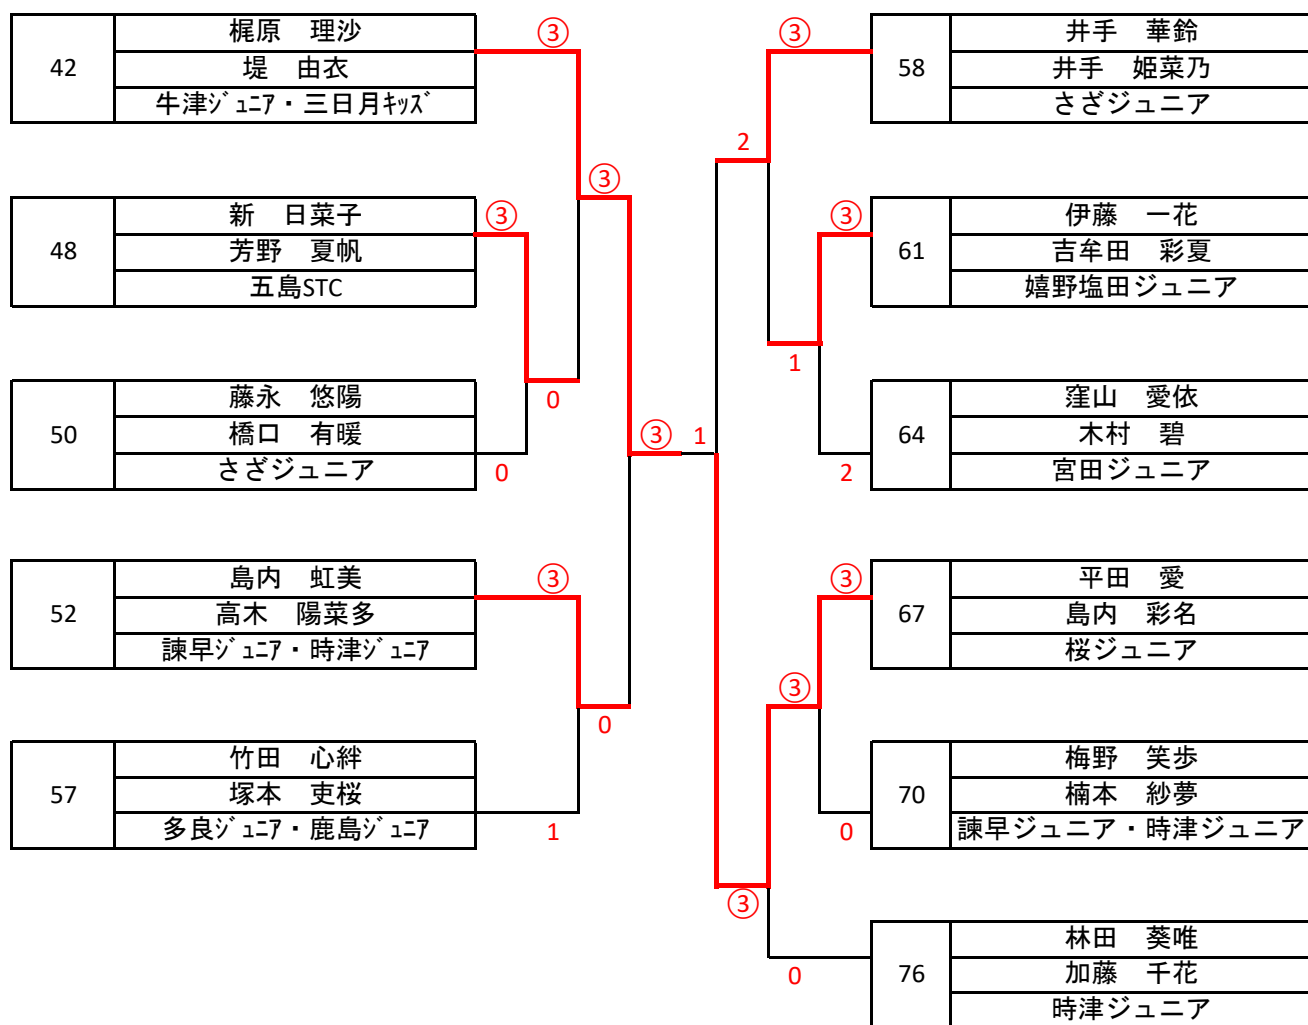 42
梶原　理沙
堤　由衣
牛津ｼﾞｭﾆｱ・三日月ｷｯｽﾞ
③
48
新　日菜子
芳野　夏帆
五島STC
③
③
50
藤永　悠陽
橋口　有暖
さざジュニア
0
0
52
島内　虹美
高木　陽菜多
諫早ｼﾞｭﾆｱ・時津ｼﾞｭﾆｱ
③
0
57
竹田　心絆
塚本　吏桜
多良ｼﾞｭﾆｱ・鹿島ｼﾞｭﾆｱ
1
③
1
③
58
井手　華鈴
井手　姫菜乃
さざジュニア
2
③
61
伊藤　一花
吉牟田　彩夏
嬉野塩田ジュニア
1
64
窪山　愛依
木村　碧
宮田ジュニア
2
③
67
平田　愛
島内　彩名
桜ジュニア
③
70
梅野　笑歩
楠本　紗夢
諫早ジュニア・時津ジュニア
0
③
76
林田　葵唯
加藤　千花
時津ジュニア
0